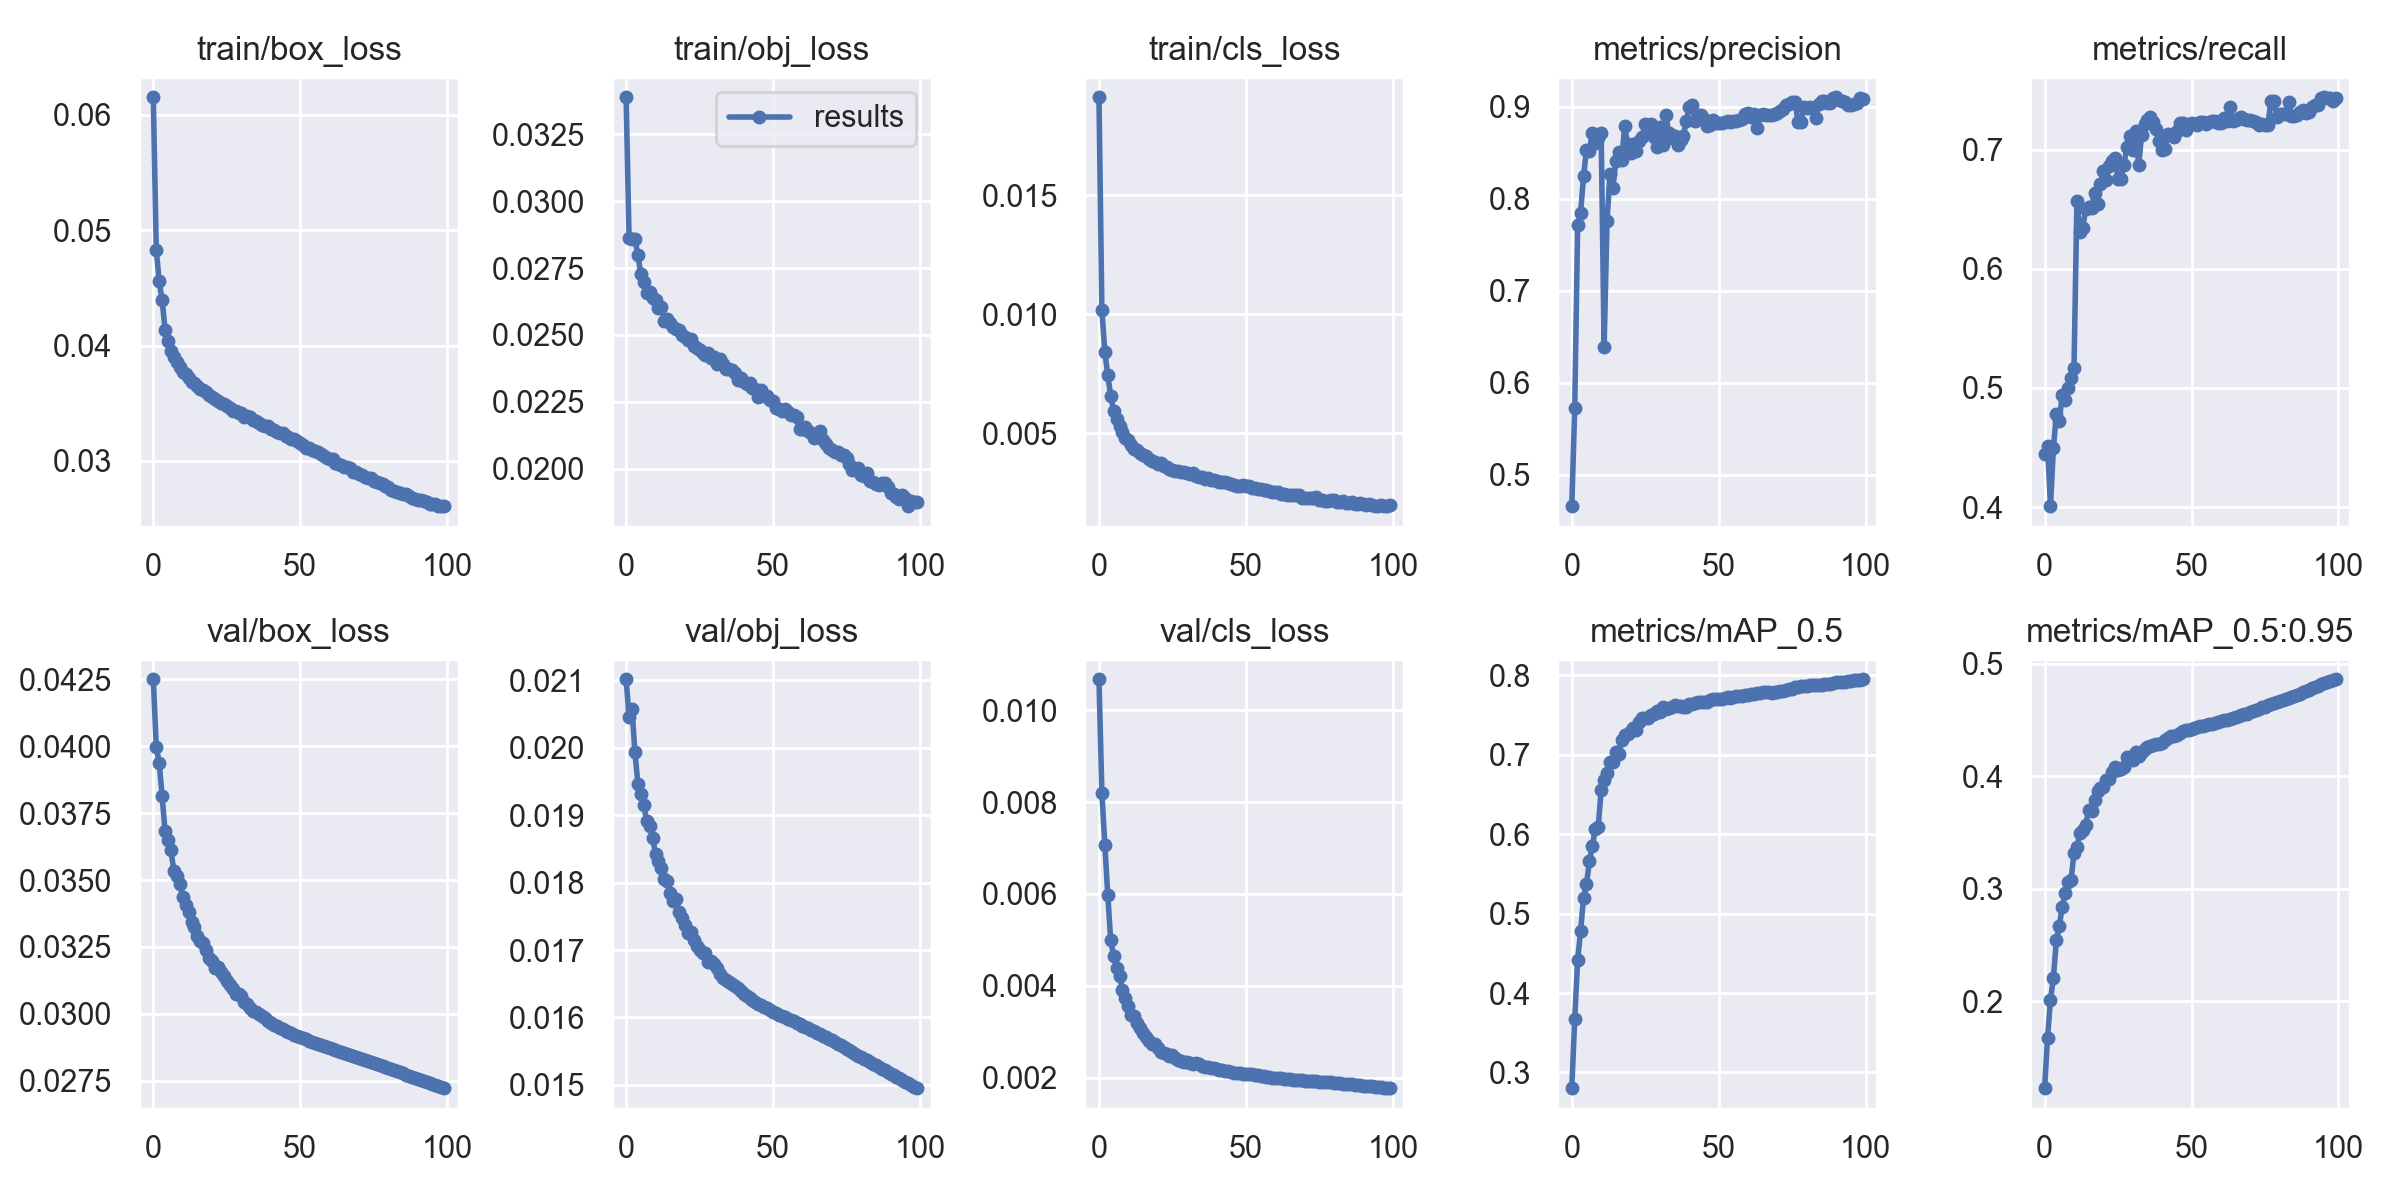 train/box_loss
0.06
0.05
0.04
0.03
0 50 100
train/obj_loss
results
0.0325
0.0300
0.0275
0.0250
0.0225
0.0200
0 50 100
train/cls_loss
0.015
0.010
0.005
0 50 100
metrics/precision
0.9
0.8
0.7
0.6
0.5
0 50 100
metrics/recall
0.7
0.6
0.5
0.4
0 50 100
val/box_loss
0.0425
0.0400
0.0375
0.0350
0.0325
0.0300
0.0275
0 50 100
val/obj_loss
0.021
0.020
0.019
0.018
0.017
0.016
0.015
0 50 100
val/cls_loss
0.010
0.008
0.006
0.004
0.002
0 50 100
metrics/mAP_0.5
0.8
0.7
0.6
0.5
0.4
0.3
0 50 100
metrics/mAP_0.5:0.95
0.5
0.4
0.3
0.2
0 50 100